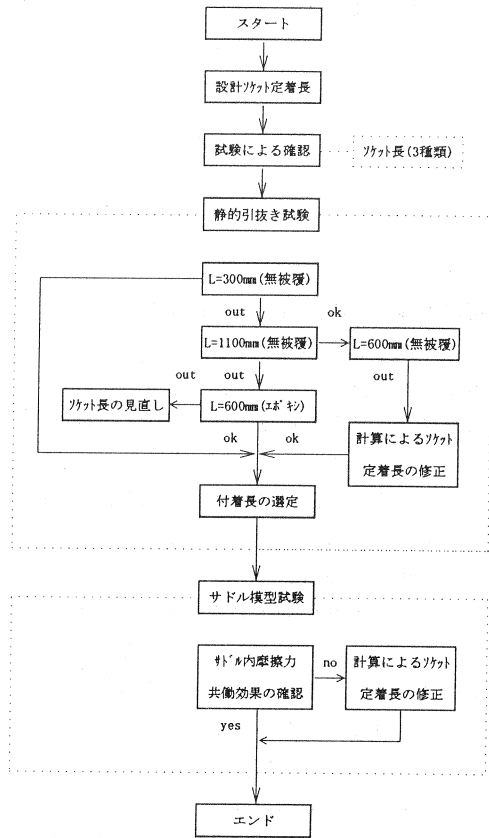 スタート
設計ｿｹｯﾄ定着長
試験による確認
ｿｹｯﾄ長(3種類)
静的引抜き試験
L=300mm(無被覆)
out
ok
L=1100mm(無被覆)
L=600mm(無被覆)
out
out
out
ｿｹｯﾄ長の見直し
L=600mm(ｴﾎﾟｷｼ)
ok
ok
計算によるｿｹｯﾄ
定着長の修正
付着長の選定
サドル模型試験
ｻﾄﾞﾙ内摩擦力
共働効果の確認
no
計算によるｿｹｯﾄ
定着長の修正
yes
エンド